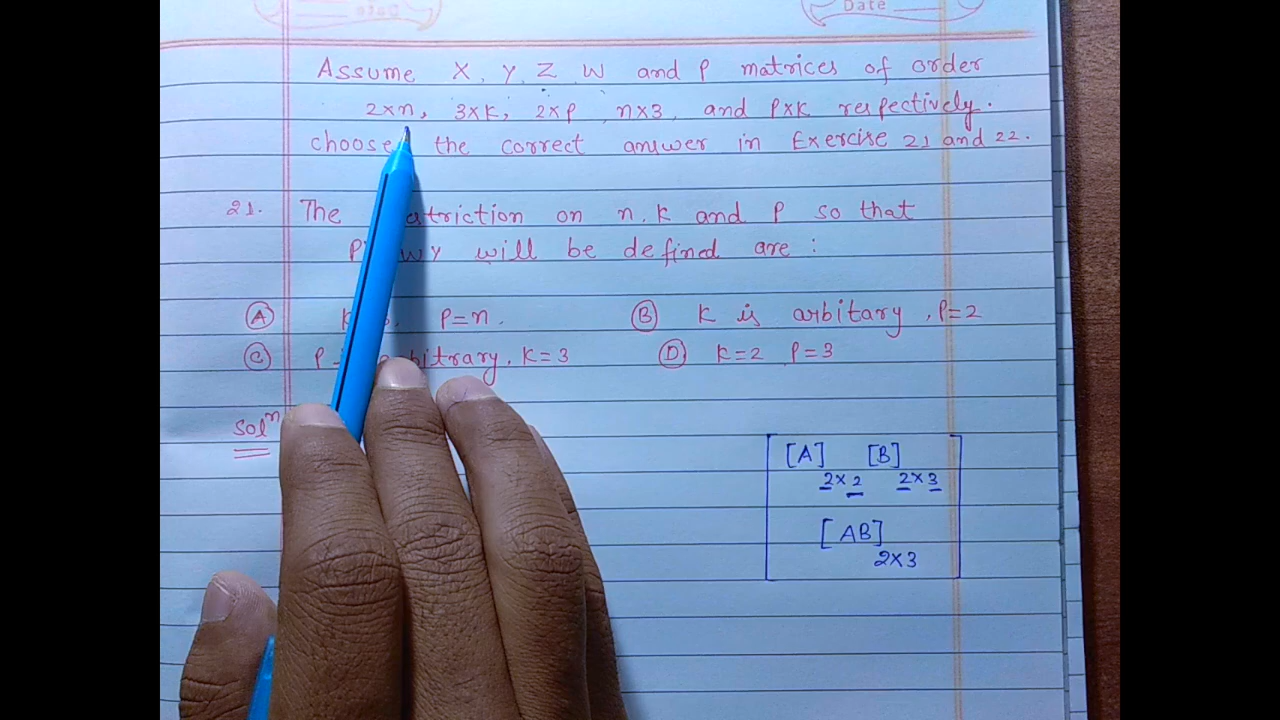 Date
Assume X, Y, Z W and P matrices of order
2×n, 3×K, 2×P, n×3, and P×K respectively.
choose the correct answer in Exercise 21 and 22.
21. The on n, K and P so that
WY will be defined are :
(A) P=n. (B) K is arbitary, P=2
(C) K=3 (D) K=2 P=3
Solⁿ
[A] [B]
2×2 2×3
[AB]
2×3